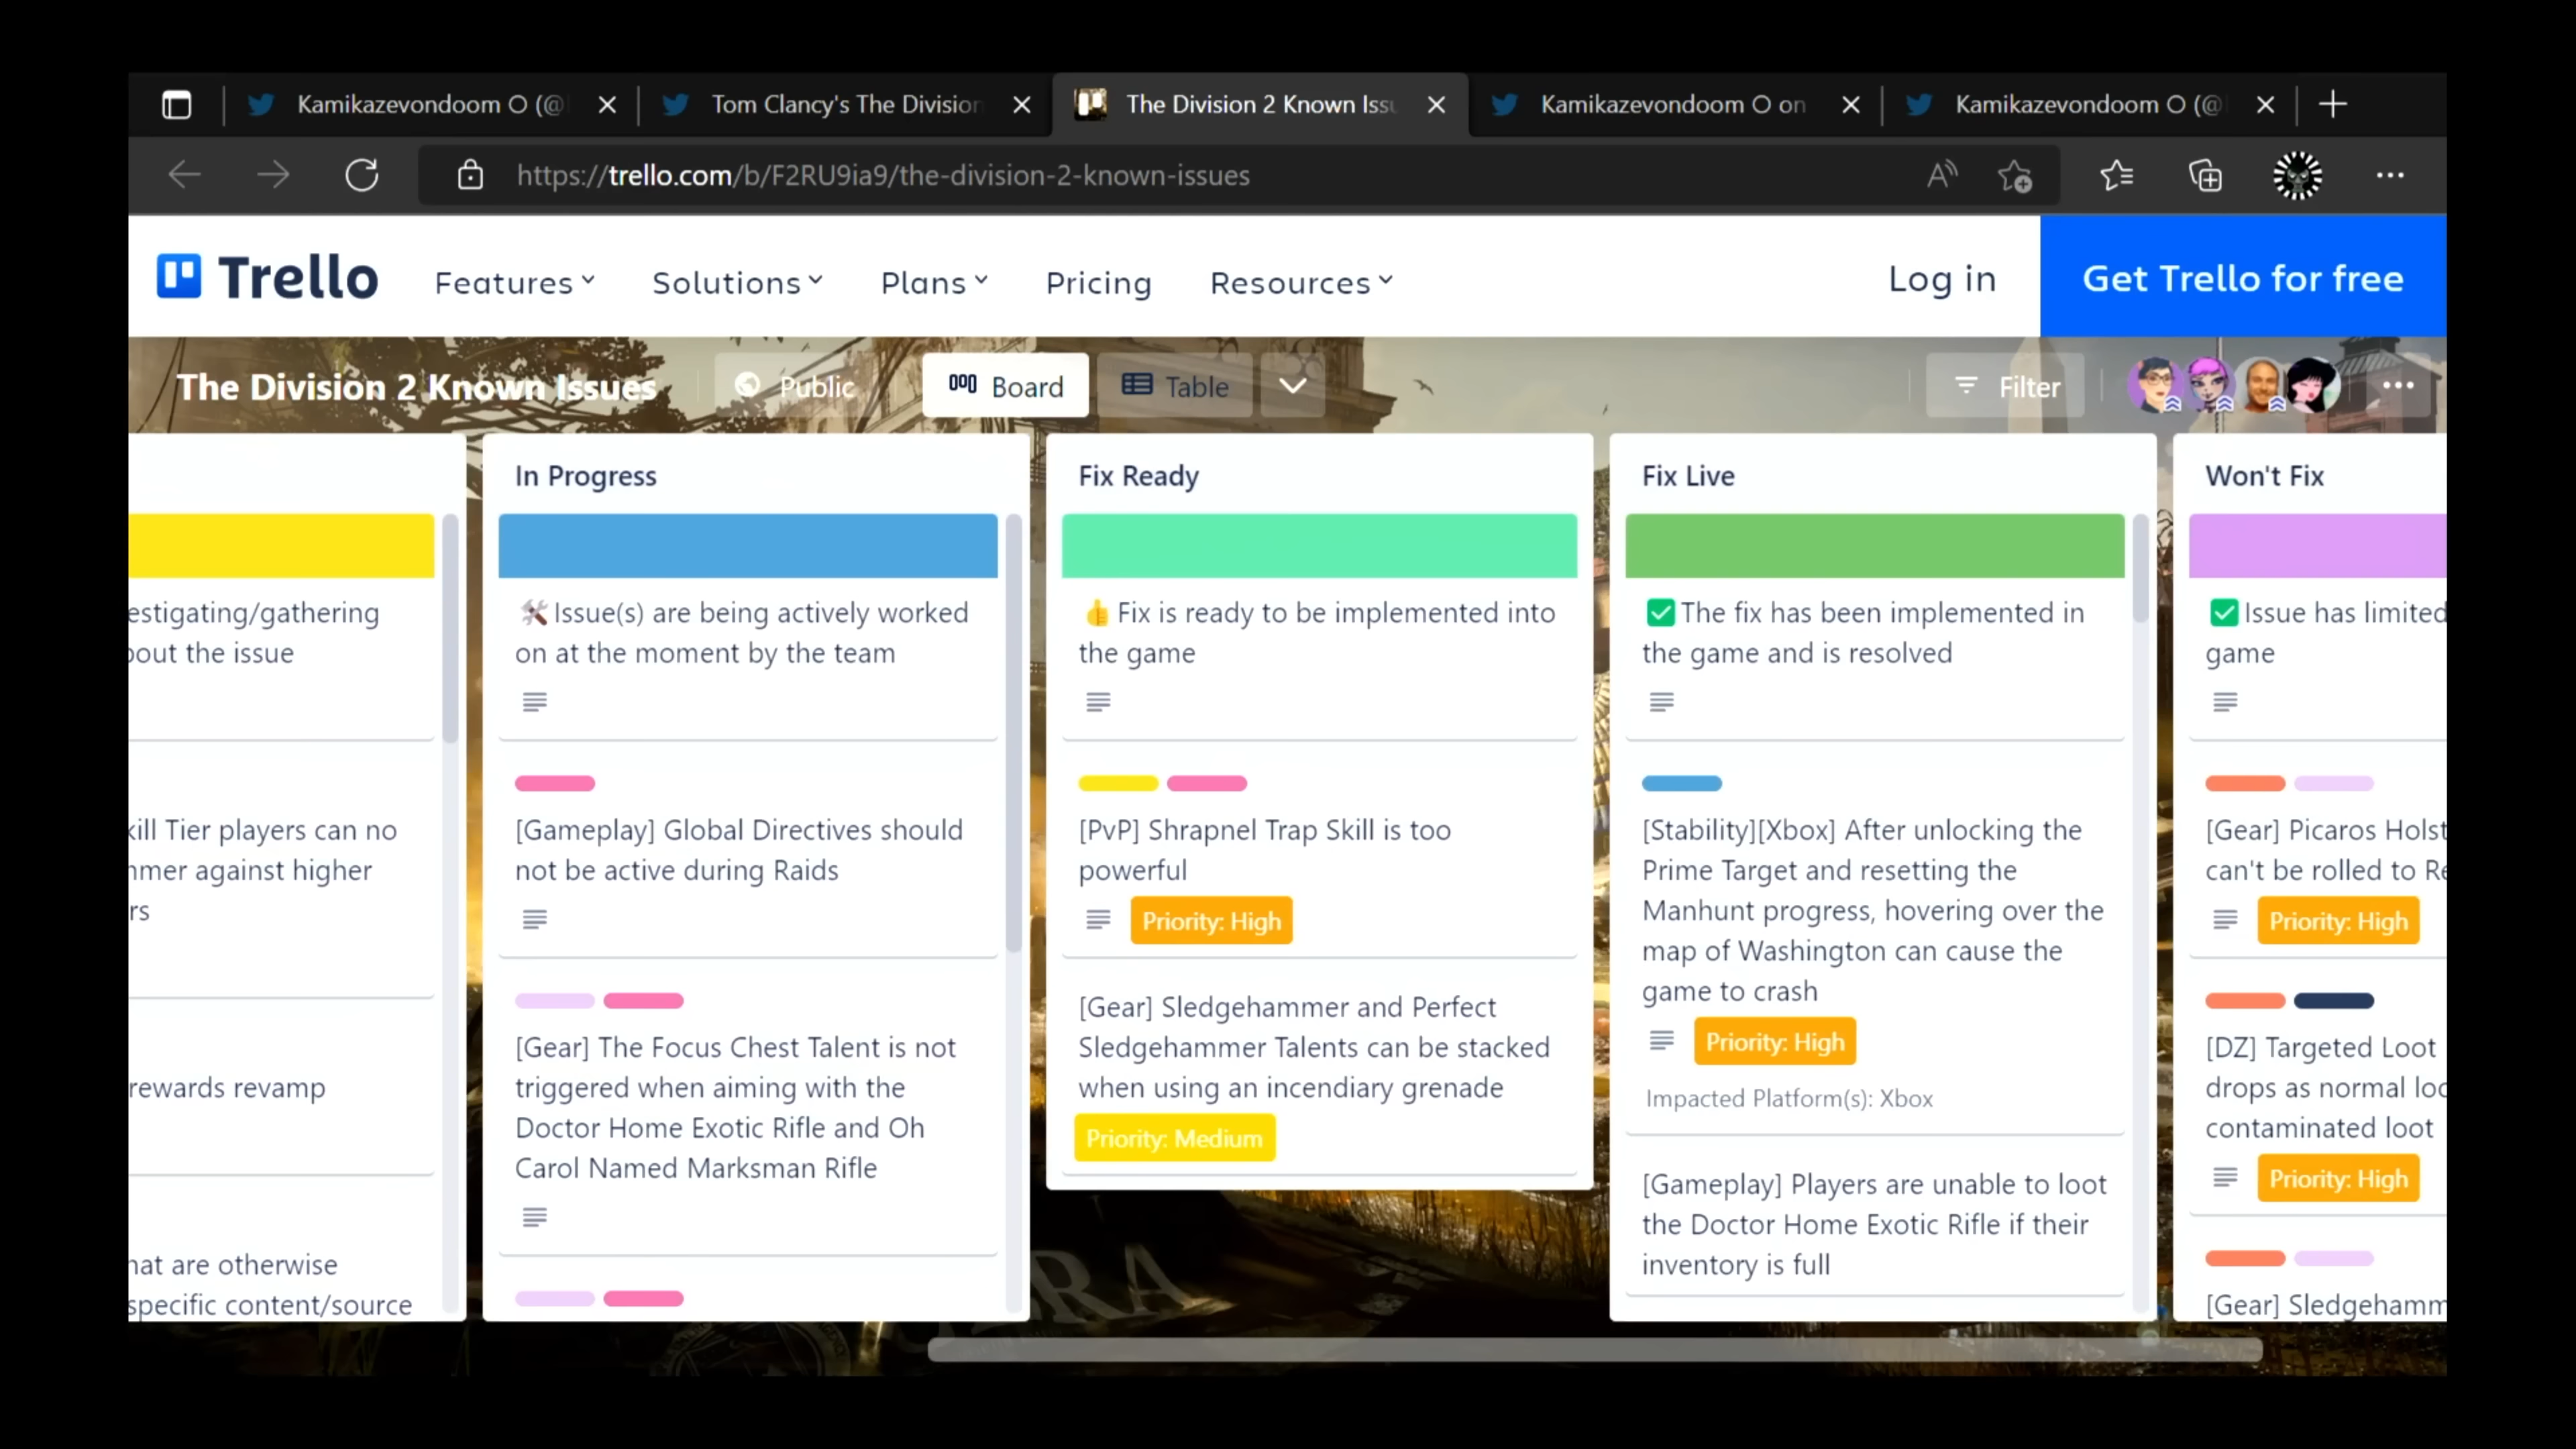 Kamikazevondoom O (@
Tom Clancy's The Division
The Division 2 Known Issu
Kamikazevondoom O on
Kamikazevondoom O (@
https://trello.com/b/F2RU9ia9/the-division-2-known-issues
Trello
Features
Solutions
Plans
Pricing
Resources
Log in
Get Trello for free
The Division 2 Known Issues
Public
Board
Table
Filter
estigating/gathering
out the issue
kill Tier players can no
mer against higher
rs
rewards revamp
hat are otherwise
specific content/source
In Progress
🛠️ Issue(s) are being actively worked
on at the moment by the team
[Gameplay] Global Directives should
not be active during Raids
[Gear] The Focus Chest Talent is not
triggered when aiming with the
Doctor Home Exotic Rifle and Oh
Carol Named Marksman Rifle
Fix Ready
👍 Fix is ready to be implemented into
the game
[PvP] Shrapnel Trap Skill is too
powerful
Priority: High
[Gear] Sledgehammer and Perfect
Sledgehammer Talents can be stacked
when using an incendiary grenade
Priority: Medium
Fix Live
✅ The fix has been implemented in
the game and is resolved
[Stability][Xbox] After unlocking the
Prime Target and resetting the
Manhunt progress, hovering over the
map of Washington can cause the
game to crash
Priority: High
Impacted Platform(s): Xbox
[Gameplay] Players are unable to loot
the Doctor Home Exotic Rifle if their
inventory is full
Won't Fix
✅ Issue has limited
game
[Gear] Picaros Holst
can't be rolled to Re
Priority: High
[DZ] Targeted Loot
drops as normal loo
contaminated loot
Priority: High
[Gear] Sledgehamm